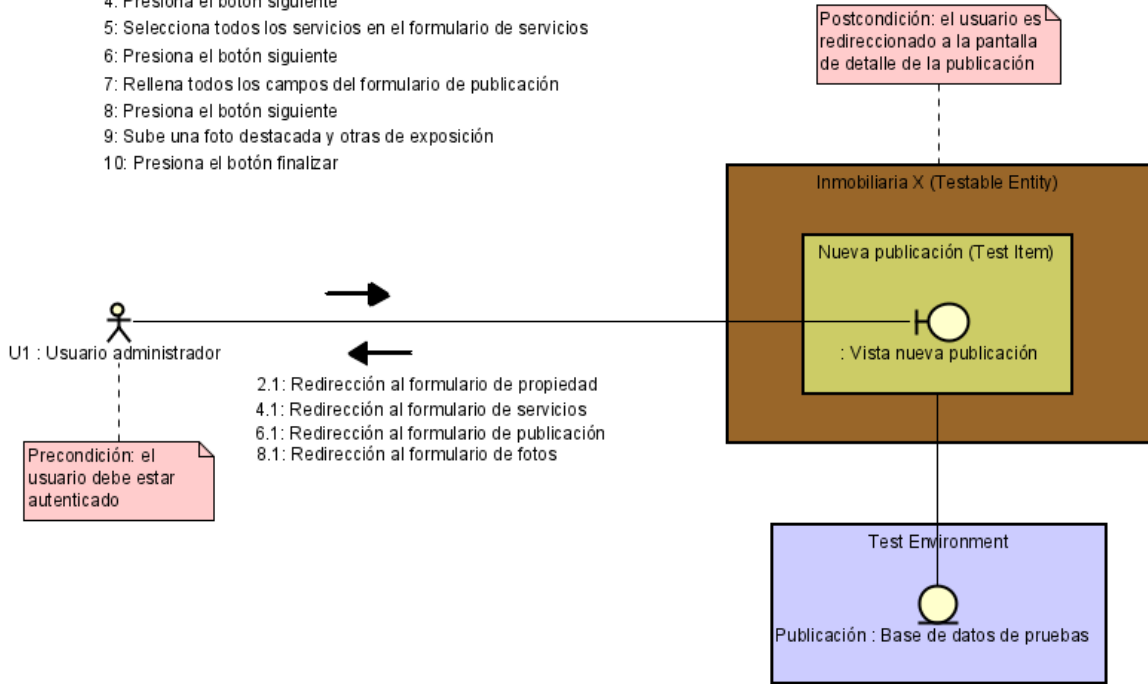 4: Presiona el botón siguiente
5: Selecciona todos los servicios en el formulario de servicios
6: Presiona el botón siguiente
7: Rellena todos los campos del formulario de publicación
8: Presiona el botón siguiente
9: Sube una foto destacada y otras de exposición
10: Presiona el botón finalizar
Postcondición: el usuario es
redireccionado a la pantalla
de detalle de la publicación
Inmobiliaria X (Testable Entity)
Nueva publicación (Test Item)
: Vista nueva publicación
U1 : Usuario administrador
2.1: Redirección al formulario de propiedad
4.1: Redirección al formulario de servicios
6.1: Redirección al formulario de publicación
8.1: Redirección al formulario de fotos
Precondición: el
usuario debe estar
autenticado
Test Environment
Publicación : Base de datos de pruebas